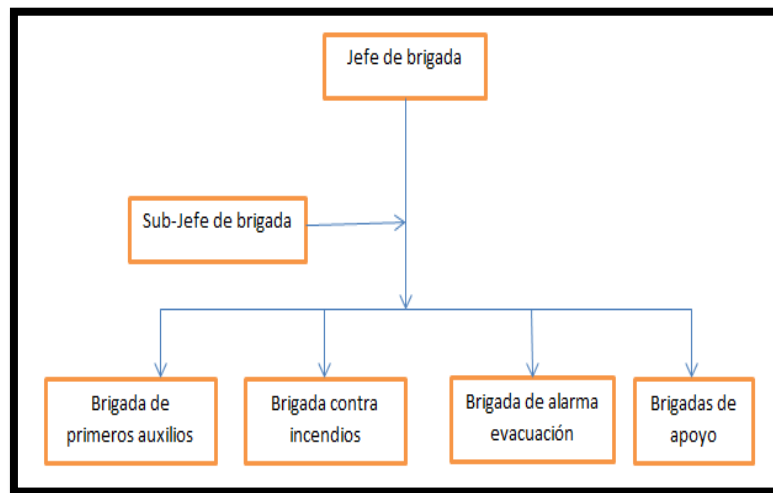 Jefe de brigada
Sub-Jefe de brigada
Brigada de
primeros auxilios
Brigada contra
incendios
Brigada de alarma
evacuación
Brigadas de
apoyo